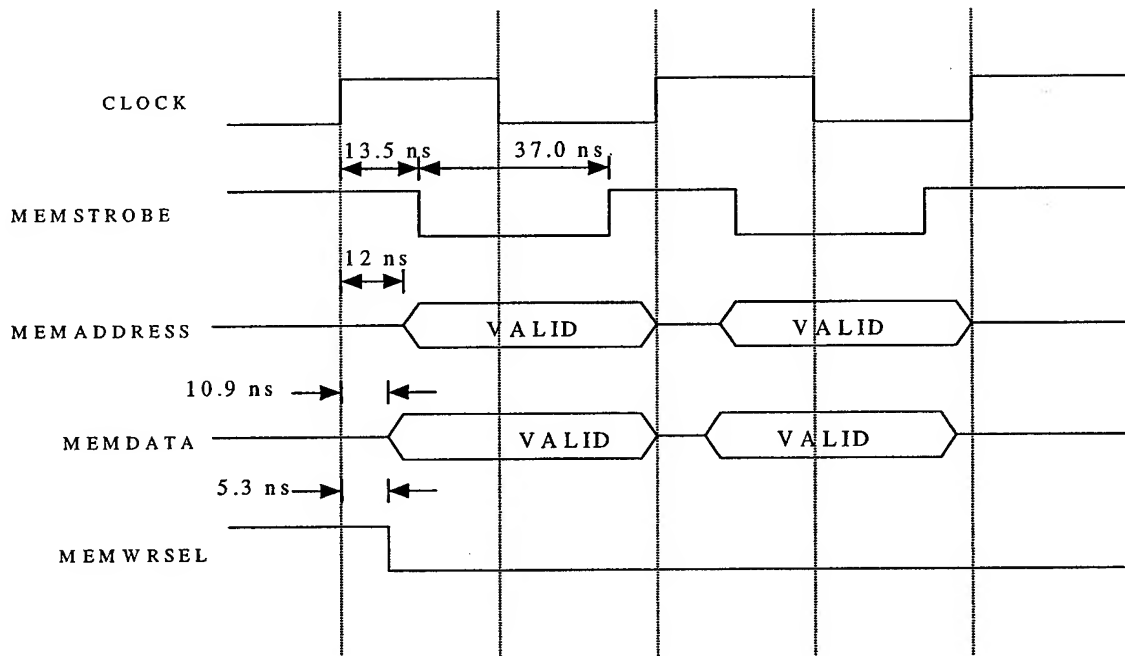 CLOCK
13.5 ns
37.0 ns
MEMSTROBE
12 ns
MEMADDRESS
VALID
VALID
10.9 ns
MEMDATA
VALID
VALID
5.3 ns
MEMWRSEL